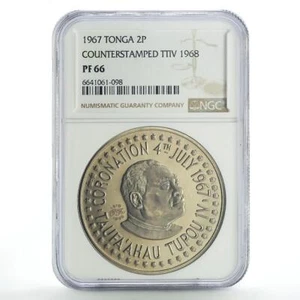 1967 TONGA 2P
COUNTERSTAMPED TTIV 1968
PF 66
6641061-098
NUMISMATIC GUARANTY COMPANY
NGC
CORONATION 4TH JULY 1967
TAUFA'AHAU TUPOU IV